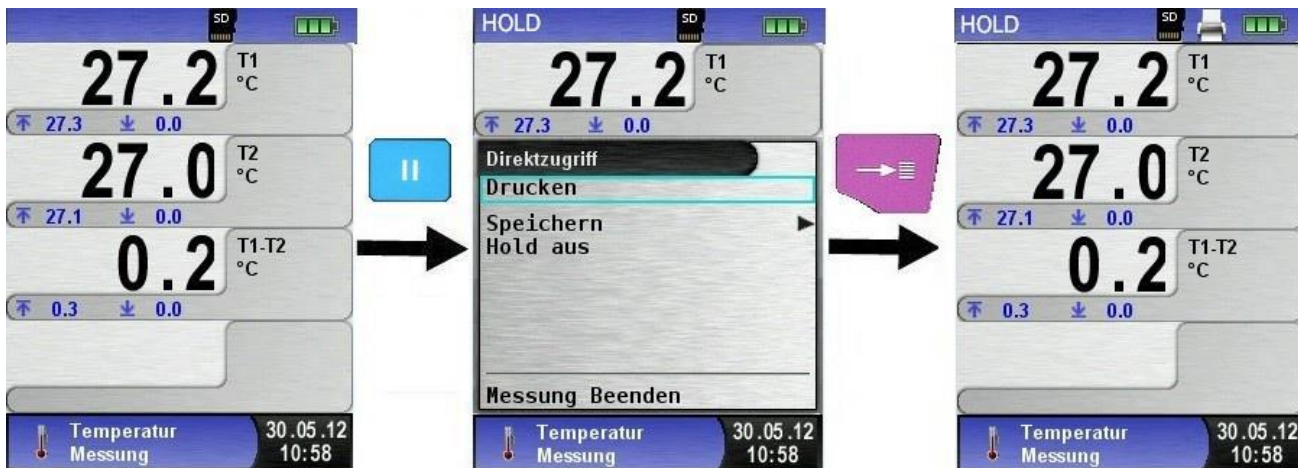 SD
27.2 T1
°C
27.3 0.0
27.0 T2
°C
27.1 0.0
0.2 T1-T2
°C
0.3 0.0
Temperatur 30.05.12
Messung 10:58
HOLD SD
27.2 T1
°C
27.3 0.0
Direktzugriff
Drucken
Speichern
Hold aus
Messung Beenden
Temperatur 30.05.12
Messung 10:58
HOLD SD
27.2 T1
°C
27.3 0.0
27.0 T2
°C
27.1 0.0
0.2 T1-T2
°C
0.3 0.0
Temperatur 30.05.12
Messung 10:58